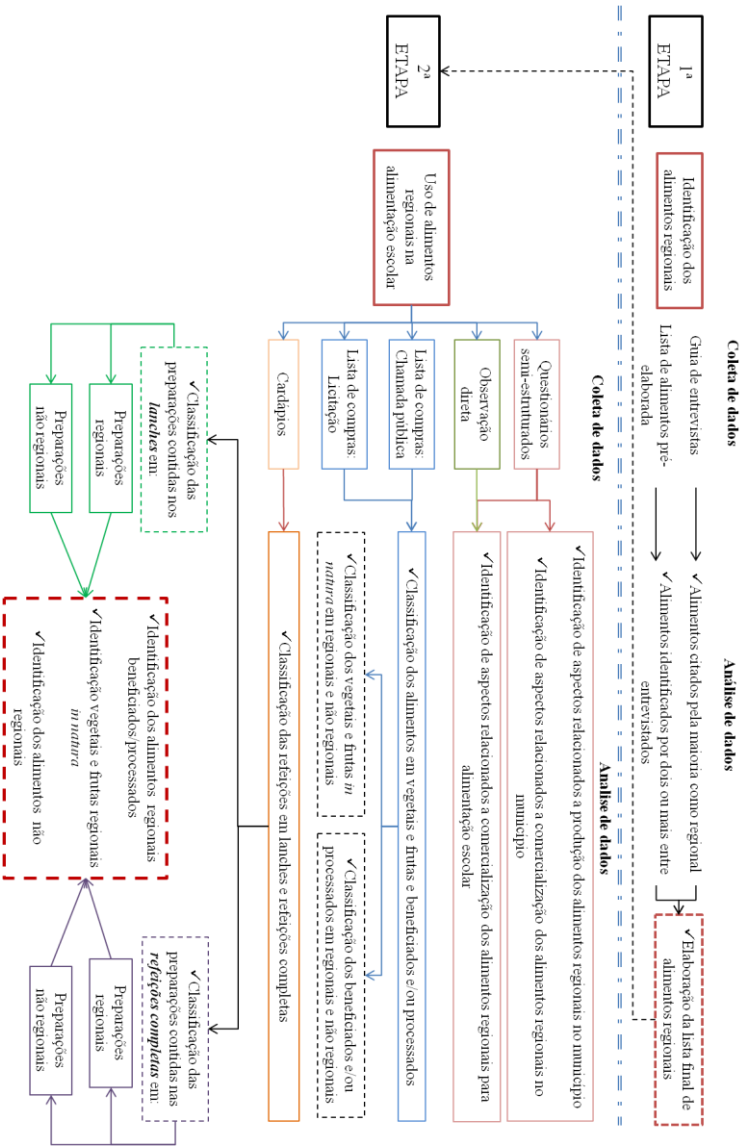 Coleta de dados
Análise de dados
1ª
ETAPA
Identificação dos
alimentos regionais
Guia de entrevistas
Lista de alimentos pré-
elaborada
✓Alimentos citados pela maioria como regional
✓Alimentos identificados por dois ou mais entre
entrevistados
✓Elaboração da lista final de
alimentos regionais
Coleta de dados
Analise de dados
2ª
ETAPA
Uso de alimentos
regionais na
alimentação escolar
Questionários
semi-estruturados
Observação
direta
Lista de compras:
Chamada pública
Lista de compras:
Licitação
Cardápios
✓Identificação de aspectos relacionados a produção dos alimentos regionais no município
✓Identificação de aspectos relacionados a comercialização dos alimentos regionais no
município
✓Identificação de aspectos relacionados a comercialização dos alimentos regionais para
alimentação escolar
✓Classificação dos alimentos em vegetais e frutas e beneficiados e/ou processados
✓Classificação dos vegetais e frutas in
natura em regionais e não regionais
✓Classificação dos beneficiados e/ou
processados em regionais e não regionais
✓Classificação das refeições em lanches e refeições completas
✓Classificação das
preparações contidas nos
lanches em:
Preparações
regionais
Preparações
não regionais
✓Identificação dos alimentos regionais
beneficiados/processados
✓Identificação vegetais e frutas regionais
in natura
✓Identificação dos alimentos não
regionais
✓Classificação das
preparações contidas nas
refeições completas em:
Preparações
regionais
Preparações
não regionais